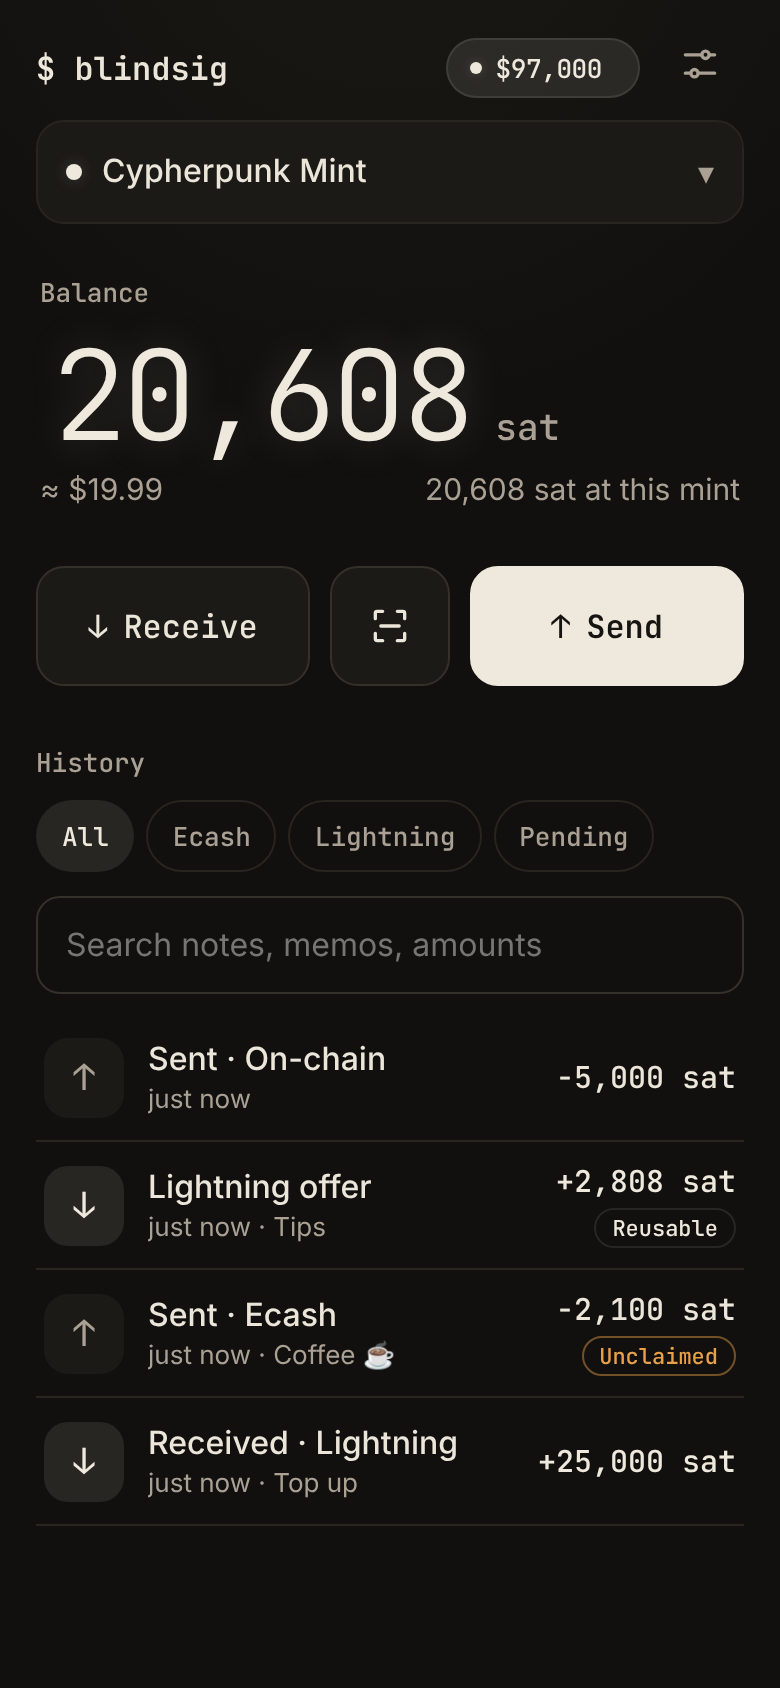 $ blindsig
$97,000
Cypherpunk Mint ▼
Balance
20,608 sat
≈ $19.99 20,608 sat at this mint
↓ Receive ↑ Send
History
All Ecash Lightning Pending
Search notes, memos, amounts
↑ Sent · On-chain -5,000 sat
just now
↓ Lightning offer +2,808 sat
just now · Tips Reusable
↑ Sent · Ecash -2,100 sat
just now · Coffee ☕ Unclaimed
↓ Received · Lightning +25,000 sat
just now · Top up